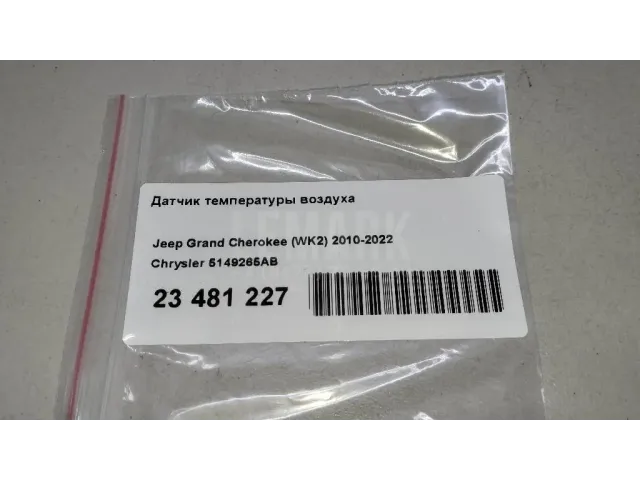 Датчик температуры воздуха
Jeep Grand Cherokee (WK2) 2010-2022
Chrysler 5149265AB
23 481 227